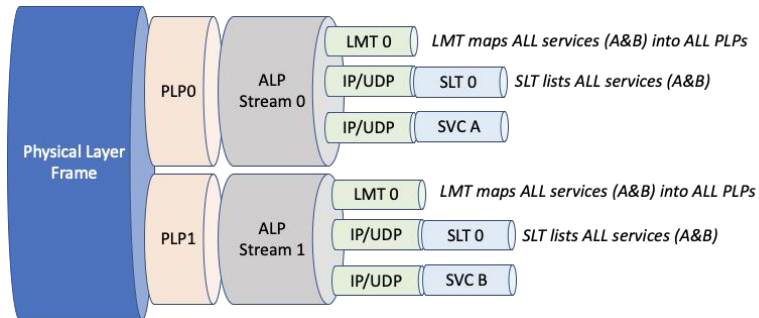 LMT 0 LMT maps ALL services (A&B) into ALL PLPs
PLP0
ALP
Stream 0
IP/UDP SLT 0 SLT lists ALL services (A&B)
IP/UDP SVC A
Physical Layer
Frame
LMT 0 LMT maps ALL services (A&B) into ALL PLPs
PLP1
ALP
Stream 1
IP/UDP SLT 0 SLT lists ALL services (A&B)
IP/UDP SVC B